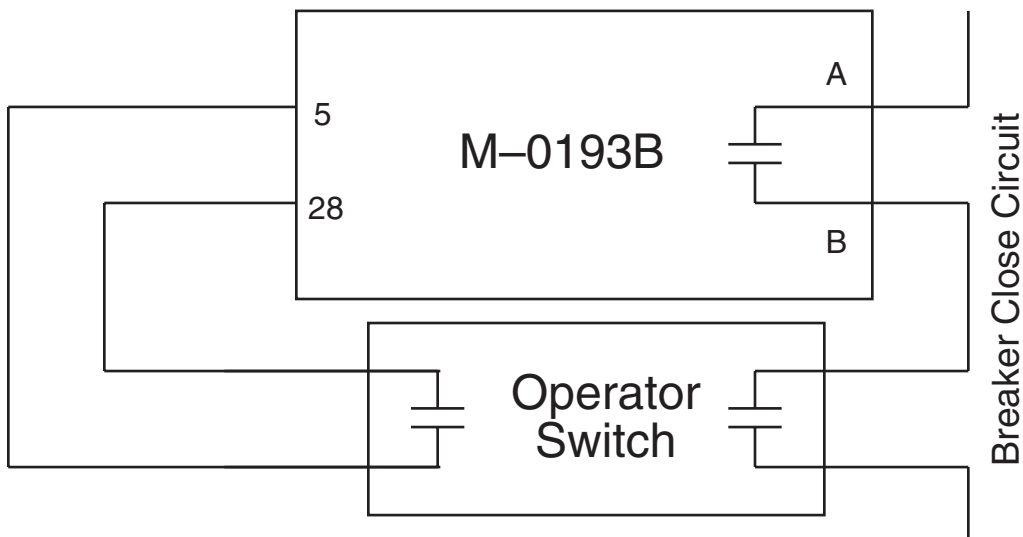 A
5
M–0193B
28
B
Operator
Switch
Breaker Close Circuit